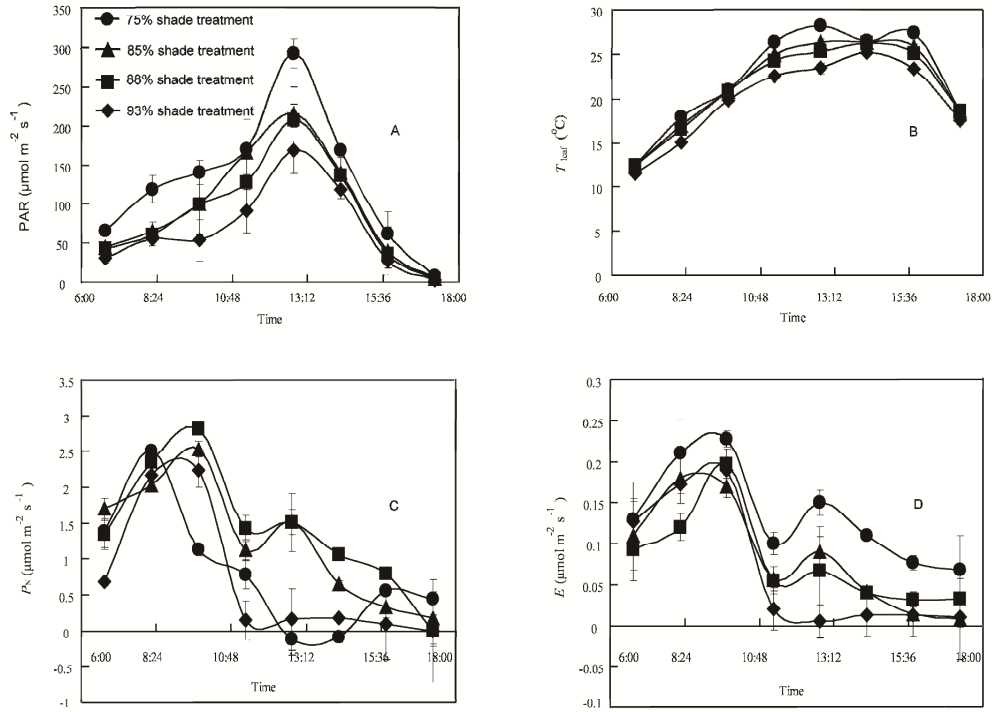 75% shade treatment
85% shade treatment
88% shade treatment
93% shade treatment
A
350
300
250
200
150
100
50
0
PAR (µmol m-2 s-1)
6:00 8:24 10:48 13:12 15:36 18:00
Time
B
30
25
20
15
10
5
0
T leaf (°C)
6:00 8:24 10:48 13:12 15:36 18:00
Time
C
3.5
3
2.5
2
1.5
1
0.5
0
-0.5
-1
PN (µmol m-2 s-1)
6:00 8:24 10:48 13:12 15:36 18:00
Time
D
0.3
0.25
0.2
0.15
0.1
0.05
0
-0.05
-0.1
E (µmol m-2 s-1)
6:00 8:24 10:48 13:12 15:36 18:00
Time